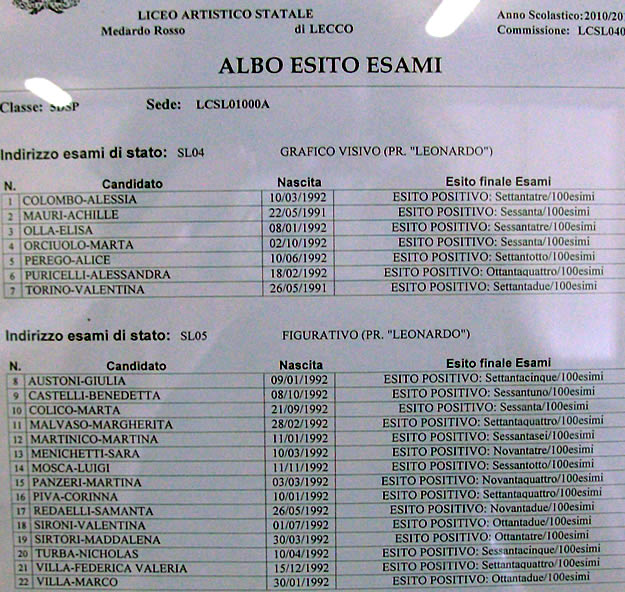 LICEO ARTISTICO STATALE Anno Scolastico:2010/201
Medardo Rosso di LECCO Commissione: LCSL040
ALBO ESITO ESAMI
Classe: 5DSP Sede: LCSL01000A
Indirizzo esami di stato: SL04 GRAFICO VISIVO (PR. "LEONARDO")
N. Candidato Nascita Esito finale Esami
1 COLOMBO-ALESSIA 10/03/1992 ESITO POSITIVO: Settantatre/100esimi
2 MAURI-ACHILLE 22/05/1991 ESITO POSITIVO: Sessanta/100esimi
3 OLLA-ELISA 08/01/1992 ESITO POSITIVO: Sessantatre/100esimi
4 ORCIUOLO-MARTA 02/10/1992 ESITO POSITIVO: Sessanta/100esimi
5 PEREGO-ALICE 10/06/1992 ESITO POSITIVO: Settantotto/100esimi
6 PURICELLI-ALESSANDRA 18/02/1992 ESITO POSITIVO: Ottantaquattro/100esimi
7 TORINO-VALENTINA 26/05/1991 ESITO POSITIVO: Settantadue/100esimi
Indirizzo esami di stato: SL05 FIGURATIVO (PR. "LEONARDO")
N. Candidato Nascita Esito finale Esami
8 AUSTONI-GIULIA 09/01/1992 ESITO POSITIVO: Settantacinque/100esimi
9 CASTELLI-BENEDETTA 08/10/1992 ESITO POSITIVO: Sessantuno/100esimi
10 COLICO-MARTA 21/09/1992 ESITO POSITIVO: Sessanta/100esimi
11 MALVASO-MARGHERITA 28/02/1992 ESITO POSITIVO: Settantaquattro/100esimi
12 MARTINICO-MARTINA 11/01/1992 ESITO POSITIVO: Sessantasei/100esimi
13 MENICHETTI-SARA 10/03/1992 ESITO POSITIVO: Novantatre/100esimi
14 MOSCA-LUIGI 11/11/1992 ESITO POSITIVO: Sessantotto/100esimi
15 PANZERI-MARTINA 03/03/1992 ESITO POSITIVO: Novantaquattro/100esimi
16 PIVA-CORINNA 10/01/1992 ESITO POSITIVO: Settantaquattro/100esimi
17 REDAELLI-SAMANTA 26/05/1992 ESITO POSITIVO: Novantadue/100esimi
18 SIRONI-VALENTINA 01/07/1992 ESITO POSITIVO: Ottantadue/100esimi
19 SIRTORI-MADDALENA 30/03/1992 ESITO POSITIVO: Ottantatre/100esimi
20 TURBA-NICHOLAS 10/04/1992 ESITO POSITIVO: Sessantacinque/100esimi
21 VILLA-FEDERICA VALERIA 15/12/1992 ESITO POSITIVO: Settantaquattro/100esimi
22 VILLA-MARCO 30/01/1992 ESITO POSITIVO: Ottantadue/100esimi